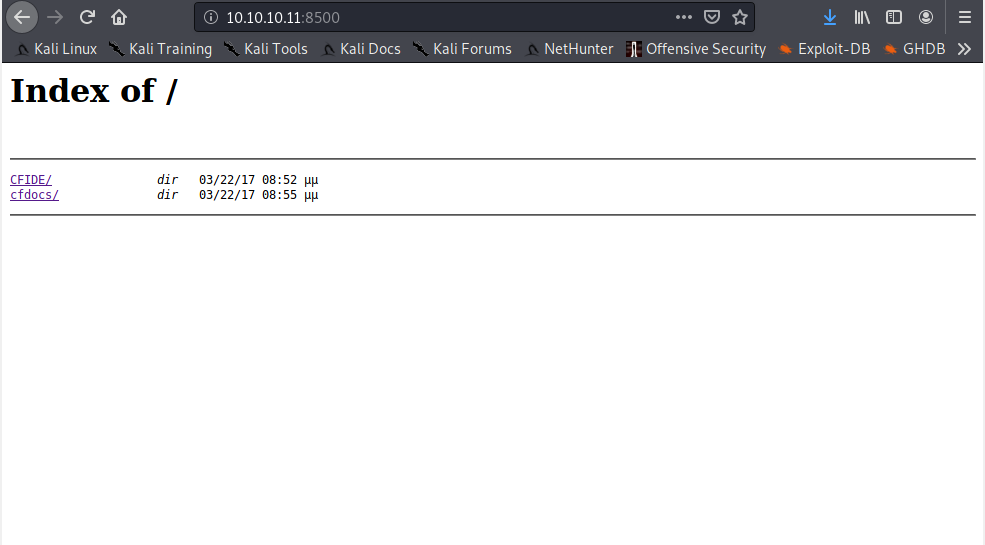 10.10.10.11:8500
Kali Linux Kali Training Kali Tools Kali Docs Kali Forums NetHunter Offensive Security Exploit-DB GHDB
Index of /
CFIDE/ dir 03/22/17 08:52 μμ
cfdocs/ dir 03/22/17 08:55 μμ